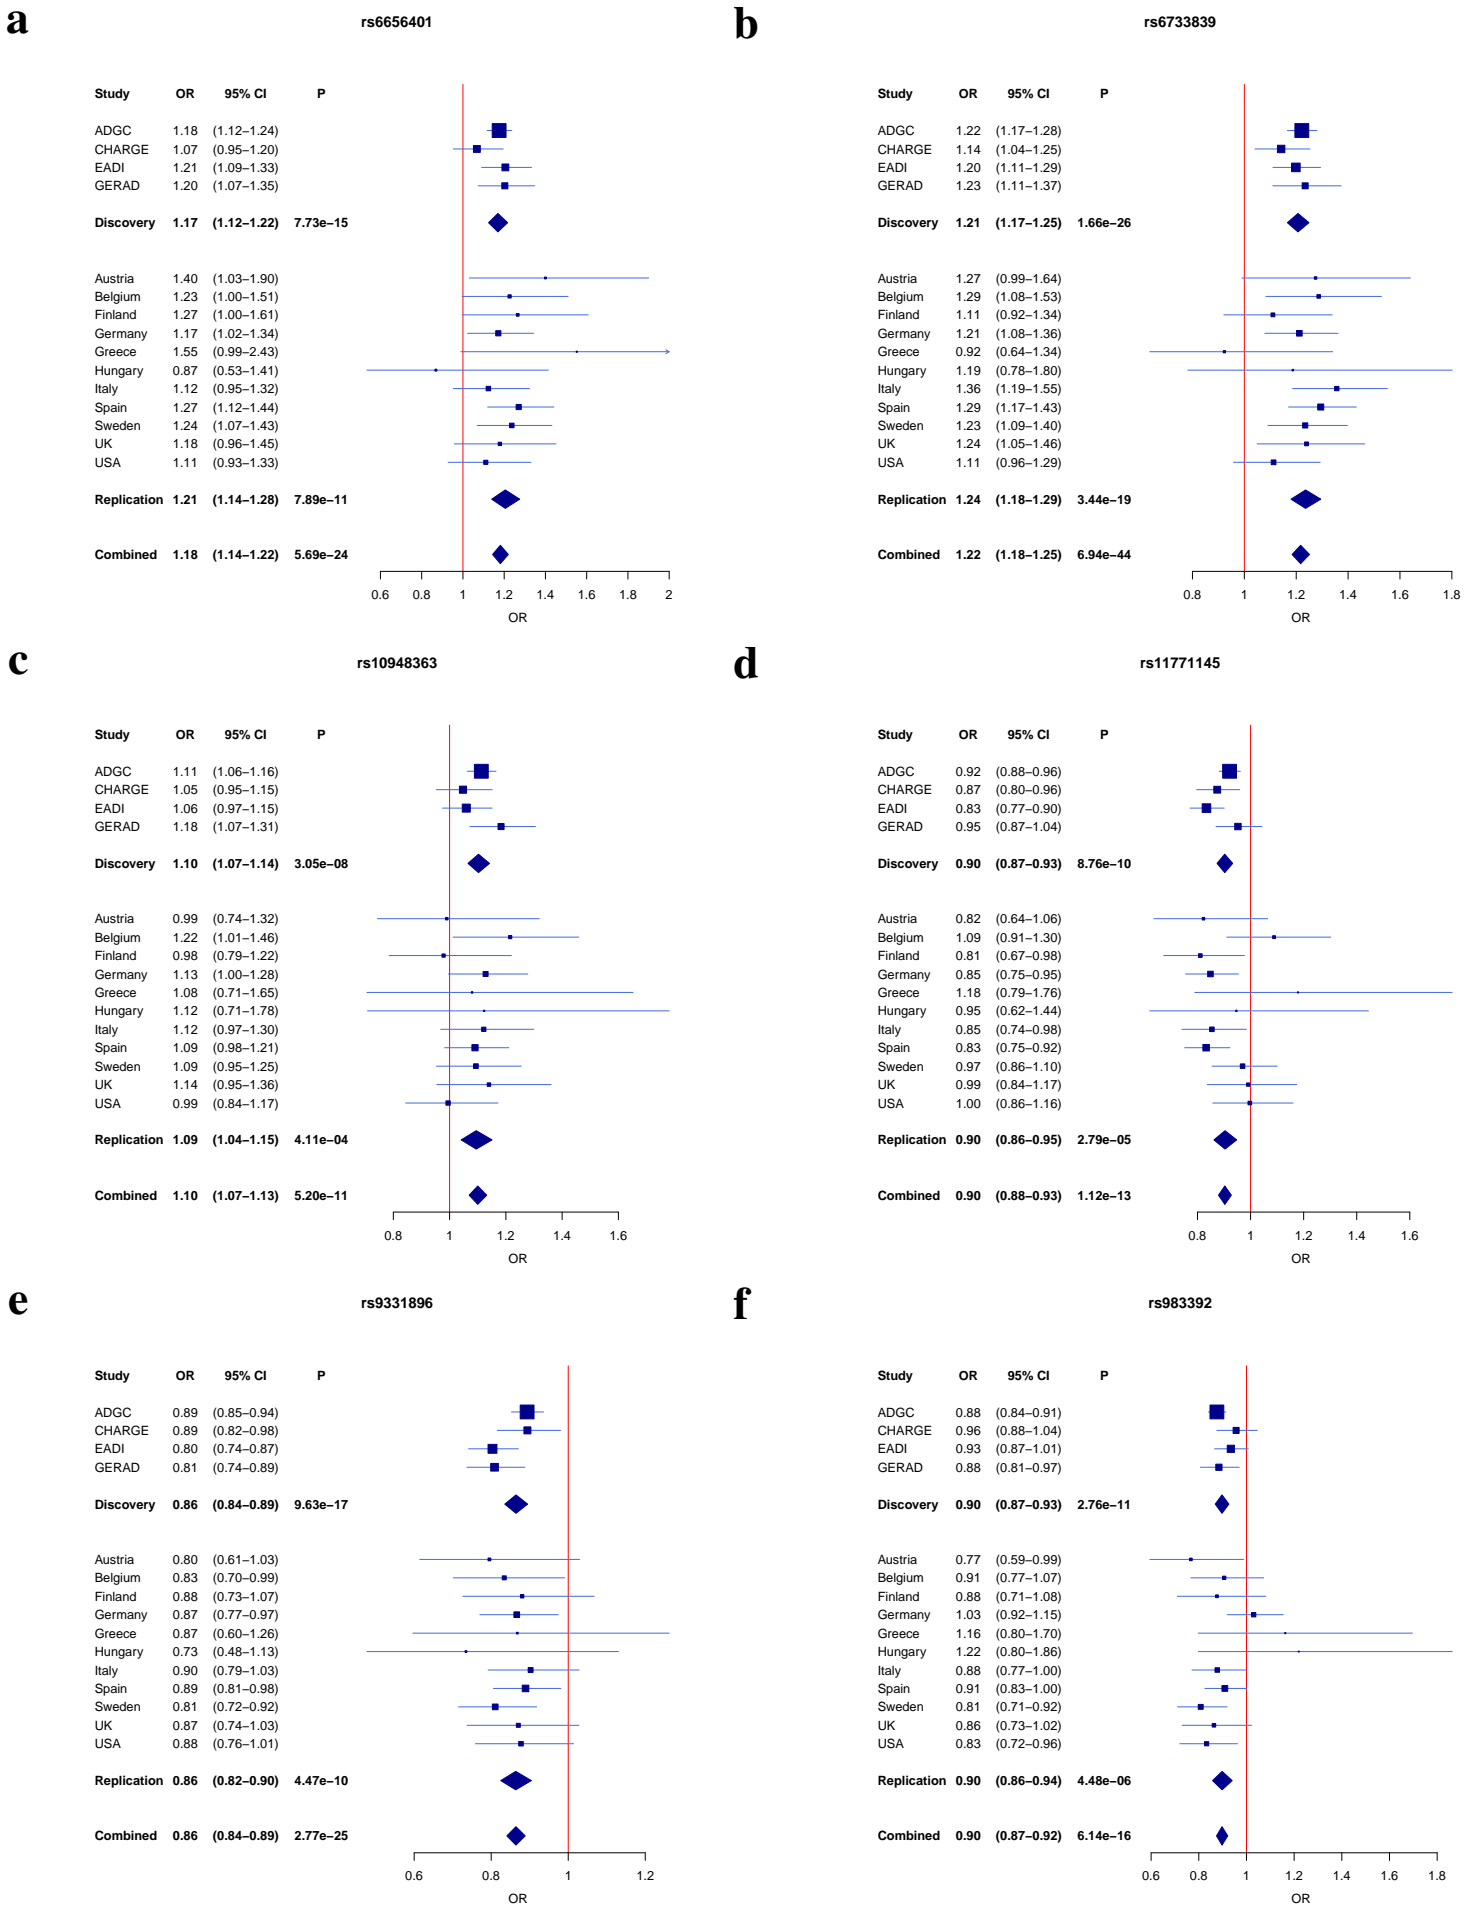 a
rs6656401
Study OR 95% CI P
ADGC 1.18 (1.12–1.24)
CHARGE 1.07 (0.95–1.20)
EADI 1.21 (1.09–1.33)
GERAD 1.20 (1.07–1.35)
Discovery 1.17 (1.12–1.22) 7.73e−15
Austria 1.40 (1.03–1.90)
Belgium 1.23 (1.00–1.51)
Finland 1.27 (1.00–1.61)
Germany 1.17 (1.02–1.34)
Greece 1.55 (0.99–2.43)
Hungary 0.87 (0.53–1.41)
Italy 1.12 (0.95–1.32)
Spain 1.27 (1.12–1.44)
Sweden 1.24 (1.07–1.43)
UK 1.18 (0.96–1.45)
USA 1.11 (0.93–1.33)
Replication 1.21 (1.14–1.28) 7.89e−11
Combined 1.18 (1.14–1.22) 5.69e−24
0.6 0.8 1 1.2 1.4 1.6 1.8 2
OR
b
rs6733839
Study OR 95% CI P
ADGC 1.22 (1.17–1.28)
CHARGE 1.14 (1.04–1.25)
EADI 1.20 (1.11–1.29)
GERAD 1.23 (1.11–1.37)
Discovery 1.21 (1.17–1.25) 1.66e−26
Austria 1.27 (0.99–1.64)
Belgium 1.29 (1.08–1.53)
Finland 1.11 (0.92–1.34)
Germany 1.21 (1.08–1.36)
Greece 0.92 (0.64–1.34)
Hungary 1.19 (0.78–1.80)
Italy 1.36 (1.19–1.55)
Spain 1.29 (1.17–1.43)
Sweden 1.23 (1.09–1.40)
UK 1.24 (1.05–1.46)
USA 1.11 (0.96–1.29)
Replication 1.24 (1.18–1.29) 3.44e−19
Combined 1.22 (1.18–1.25) 6.94e−44
0.8 1 1.2 1.4 1.6 1.8
OR
c
rs10948363
Study OR 95% CI P
ADGC 1.11 (1.06–1.16)
CHARGE 1.05 (0.95–1.15)
EADI 1.06 (0.97–1.15)
GERAD 1.18 (1.07–1.31)
Discovery 1.10 (1.07–1.14) 3.05e−08
Austria 0.99 (0.74–1.32)
Belgium 1.22 (1.01–1.46)
Finland 0.98 (0.79–1.22)
Germany 1.13 (1.00–1.28)
Greece 1.08 (0.71–1.65)
Hungary 1.12 (0.71–1.78)
Italy 1.12 (0.97–1.30)
Spain 1.09 (0.98–1.21)
Sweden 1.09 (0.95–1.25)
UK 1.14 (0.95–1.36)
USA 0.99 (0.84–1.17)
Replication 1.09 (1.04–1.15) 4.11e−04
Combined 1.10 (1.07–1.13) 5.20e−11
0.8 1 1.2 1.4 1.6
OR
d
rs11771145
Study OR 95% CI P
ADGC 0.92 (0.88–0.96)
CHARGE 0.87 (0.80–0.96)
EADI 0.83 (0.77–0.90)
GERAD 0.95 (0.87–1.04)
Discovery 0.90 (0.87–0.93) 8.76e−10
Austria 0.82 (0.64–1.06)
Belgium 1.09 (0.91–1.30)
Finland 0.81 (0.67–0.98)
Germany 0.85 (0.75–0.95)
Greece 1.18 (0.79–1.76)
Hungary 0.95 (0.62–1.44)
Italy 0.85 (0.74–0.98)
Spain 0.83 (0.75–0.92)
Sweden 0.97 (0.86–1.10)
UK 0.99 (0.84–1.17)
USA 1.00 (0.86–1.16)
Replication 0.90 (0.86–0.95) 2.79e−05
Combined 0.90 (0.88–0.93) 1.12e−13
0.8 1 1.2 1.4 1.6
OR
e
rs9331896
Study OR 95% CI P
ADGC 0.89 (0.85–0.94)
CHARGE 0.89 (0.82–0.98)
EADI 0.80 (0.74–0.87)
GERAD 0.81 (0.74–0.89)
Discovery 0.86 (0.84–0.89) 9.63e−17
Austria 0.80 (0.61–1.03)
Belgium 0.83 (0.70–0.99)
Finland 0.88 (0.73–1.07)
Germany 0.87 (0.77–0.97)
Greece 0.87 (0.60–1.26)
Hungary 0.73 (0.48–1.13)
Italy 0.90 (0.79–1.03)
Spain 0.89 (0.81–0.98)
Sweden 0.81 (0.72–0.92)
UK 0.87 (0.74–1.03)
USA 0.88 (0.76–1.01)
Replication 0.86 (0.82–0.90) 4.47e−10
Combined 0.86 (0.84–0.89) 2.77e−25
0.6 0.8 1 1.2
OR
f
rs983392
Study OR 95% CI P
ADGC 0.88 (0.84–0.91)
CHARGE 0.96 (0.88–1.04)
EADI 0.93 (0.87–1.01)
GERAD 0.88 (0.81–0.97)
Discovery 0.90 (0.87–0.93) 2.76e−11
Austria 0.77 (0.59–0.99)
Belgium 0.91 (0.77–1.07)
Finland 0.88 (0.71–1.08)
Germany 1.03 (0.92–1.15)
Greece 1.16 (0.80–1.70)
Hungary 1.22 (0.80–1.86)
Italy 0.88 (0.77–1.00)
Spain 0.91 (0.83–1.00)
Sweden 0.81 (0.71–0.92)
UK 0.86 (0.73–1.02)
USA 0.83 (0.72–0.96)
Replication 0.90 (0.86–0.94) 4.48e−06
Combined 0.90 (0.87–0.92) 6.14e−16
0.6 0.8 1 1.2 1.4 1.6 1.8
OR